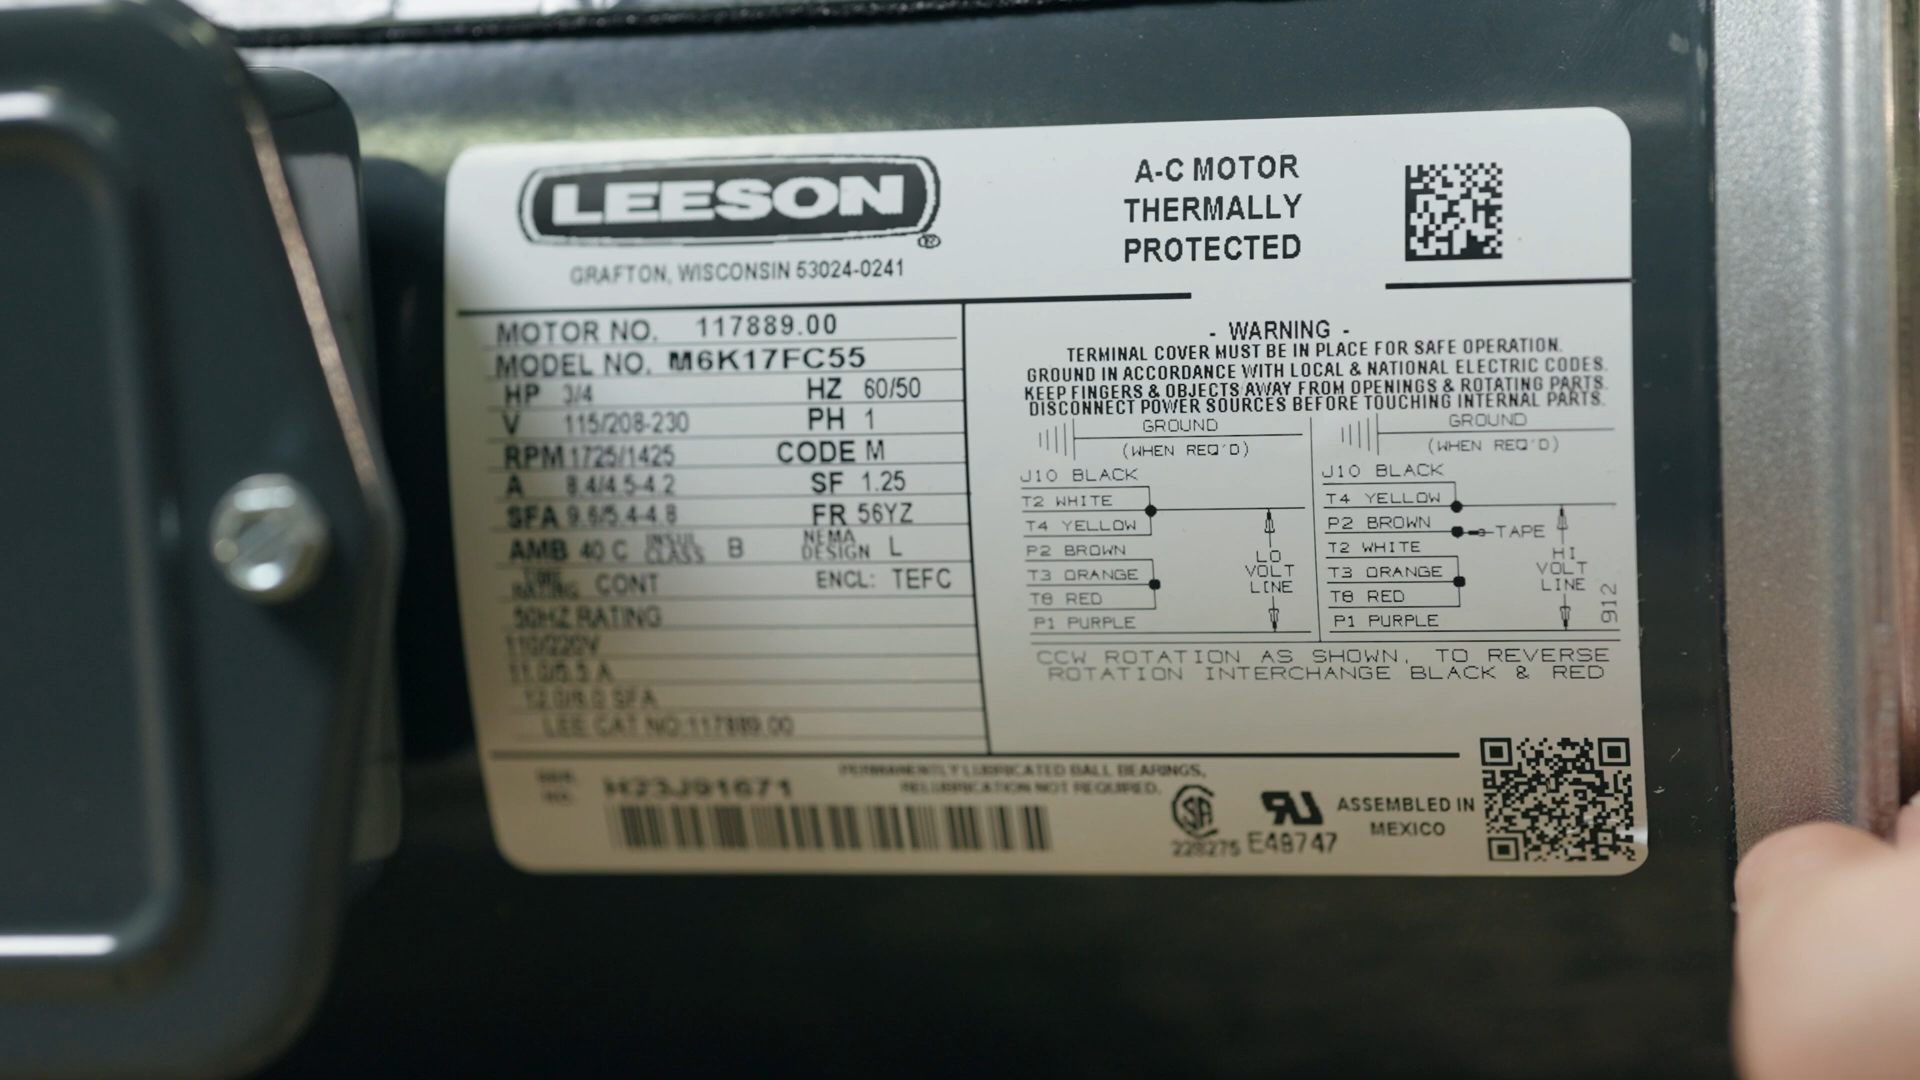 LEESON
®
GRAFTON, WISCONSIN 53024-0241
A-C MOTOR
THERMALLY
PROTECTED
MOTOR NO. 117889.00
MODEL NO. M6K17FC55
HP 3/4 HZ 60/50
V 115/208-230 PH 1
RPM 1725/1425 CODE M
A 8.4/4.5-4.2 SF 1.25
SFA 9.6/5.4-4.8 FR 56YZ
AMB 40 C INSUL CLASS B NEMA DESIGN L
TIME RATING CONT ENCL: TEFC
50HZ RATING
110/220V
11.0/5.5 A
12.0/6.0 SFA
LEE CAT NO:117889.00
- WARNING -
TERMINAL COVER MUST BE IN PLACE FOR SAFE OPERATION.
GROUND IN ACCORDANCE WITH LOCAL & NATIONAL ELECTRIC CODES.
KEEP FINGERS & OBJECTS AWAY FROM OPENINGS & ROTATING PARTS.
DISCONNECT POWER SOURCES BEFORE TOUCHING INTERNAL PARTS.
GROUND
(WHEN REQ'D)
J10 BLACK
T2 WHITE
T4 YELLOW
P2 BROWN
T3 ORANGE
T8 RED
P1 PURPLE
LO
VOLT
LINE
GROUND
(WHEN REQ'D)
J10 BLACK
T4 YELLOW
P2 BROWN
TAPE
T2 WHITE
T3 ORANGE
T8 RED
P1 PURPLE
HI
VOLT
LINE
912
CCW ROTATION AS SHOWN. TO REVERSE
ROTATION INTERCHANGE BLACK & RED
SER. NO. H23J91671
PERMANENTLY LUBRICATED BALL BEARINGS,
RELUBRICATION NOT REQUIRED.
228275
E49747
ASSEMBLED IN
MEXICO